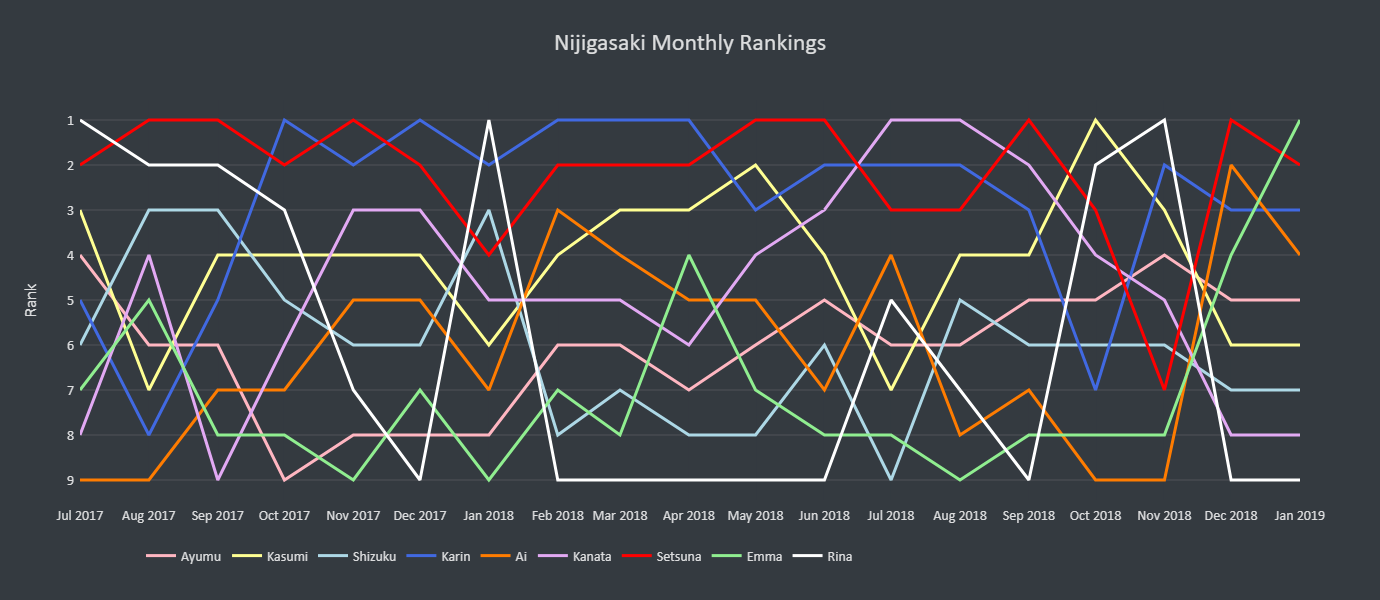 Nijigasaki Monthly Rankings
1
2
3
4
5
6
7
8
9
Rank
Jul 2017 Aug 2017 Sep 2017 Oct 2017 Nov 2017 Dec 2017 Jan 2018 Feb 2018 Mar 2018 Apr 2018 May 2018 Jun 2018 Jul 2018 Aug 2018 Sep 2018 Oct 2018 Nov 2018 Dec 2018 Jan 2019
Ayumu Kasumi Shizuku Karin Ai Kanata Setsuna Emma Rina